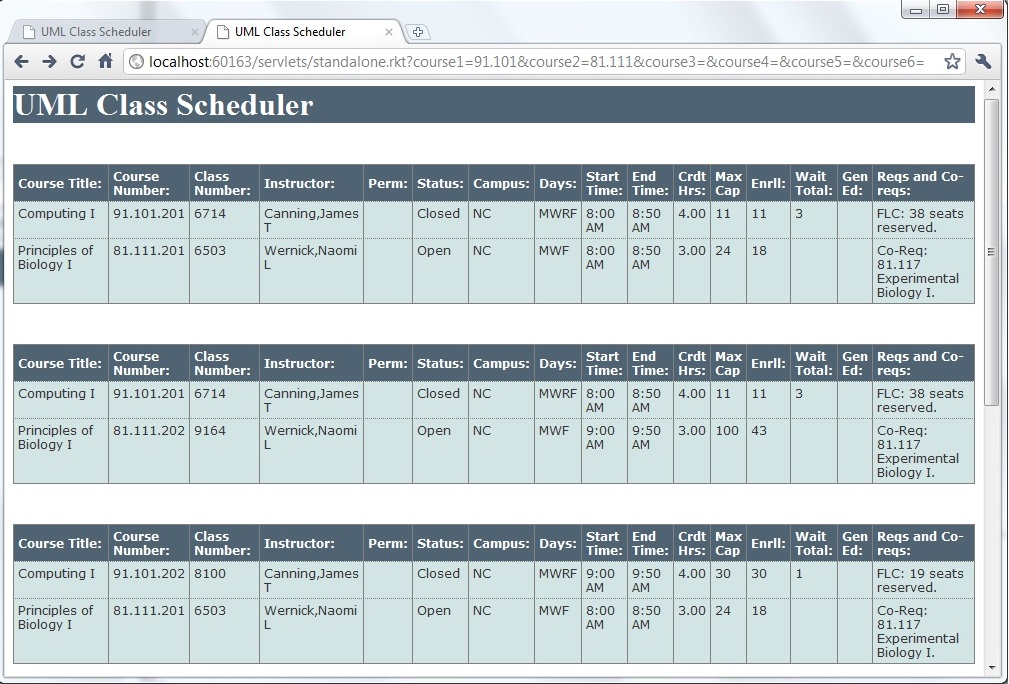 UML Class Scheduler
UML Class Scheduler
localhost:60163/servlets/standalone.rkt?course1=91.101&course2=81.111&course3=&course4=&course5=&course6=
UML Class Scheduler
Course Title: Course Number: Class Number: Instructor: Perm: Status: Campus: Days: Start Time: End Time: Crdt Hrs: Max Cap Enrll: Wait Total: Gen Ed: Reqs and Co-reqs:
Computing I 91.101.201 6714 Canning,James T Closed NC MWRF 8:00 AM 8:50 AM 4.00 11 11 3 FLC: 38 seats reserved.
Principles of Biology I 81.111.201 6503 Wernick,Naomi L Open NC MWF 8:00 AM 8:50 AM 3.00 24 18 Co-Req: 81.117 Experimental Biology I.
Course Title: Course Number: Class Number: Instructor: Perm: Status: Campus: Days: Start Time: End Time: Crdt Hrs: Max Cap Enrll: Wait Total: Gen Ed: Reqs and Co-reqs:
Computing I 91.101.201 6714 Canning,James T Closed NC MWRF 8:00 AM 8:50 AM 4.00 11 11 3 FLC: 38 seats reserved.
Principles of Biology I 81.111.202 9164 Wernick,Naomi L Open NC MWF 9:00 AM 9:50 AM 3.00 100 43 Co-Req: 81.117 Experimental Biology I.
Course Title: Course Number: Class Number: Instructor: Perm: Status: Campus: Days: Start Time: End Time: Crdt Hrs: Max Cap Enrll: Wait Total: Gen Ed: Reqs and Co-reqs:
Computing I 91.101.202 8100 Canning,James T Closed NC MWRF 9:00 AM 9:50 AM 4.00 30 30 1 FLC: 19 seats reserved.
Principles of Biology I 81.111.201 6503 Wernick,Naomi L Open NC MWF 8:00 AM 8:50 AM 3.00 24 18 Co-Req: 81.117 Experimental Biology I.